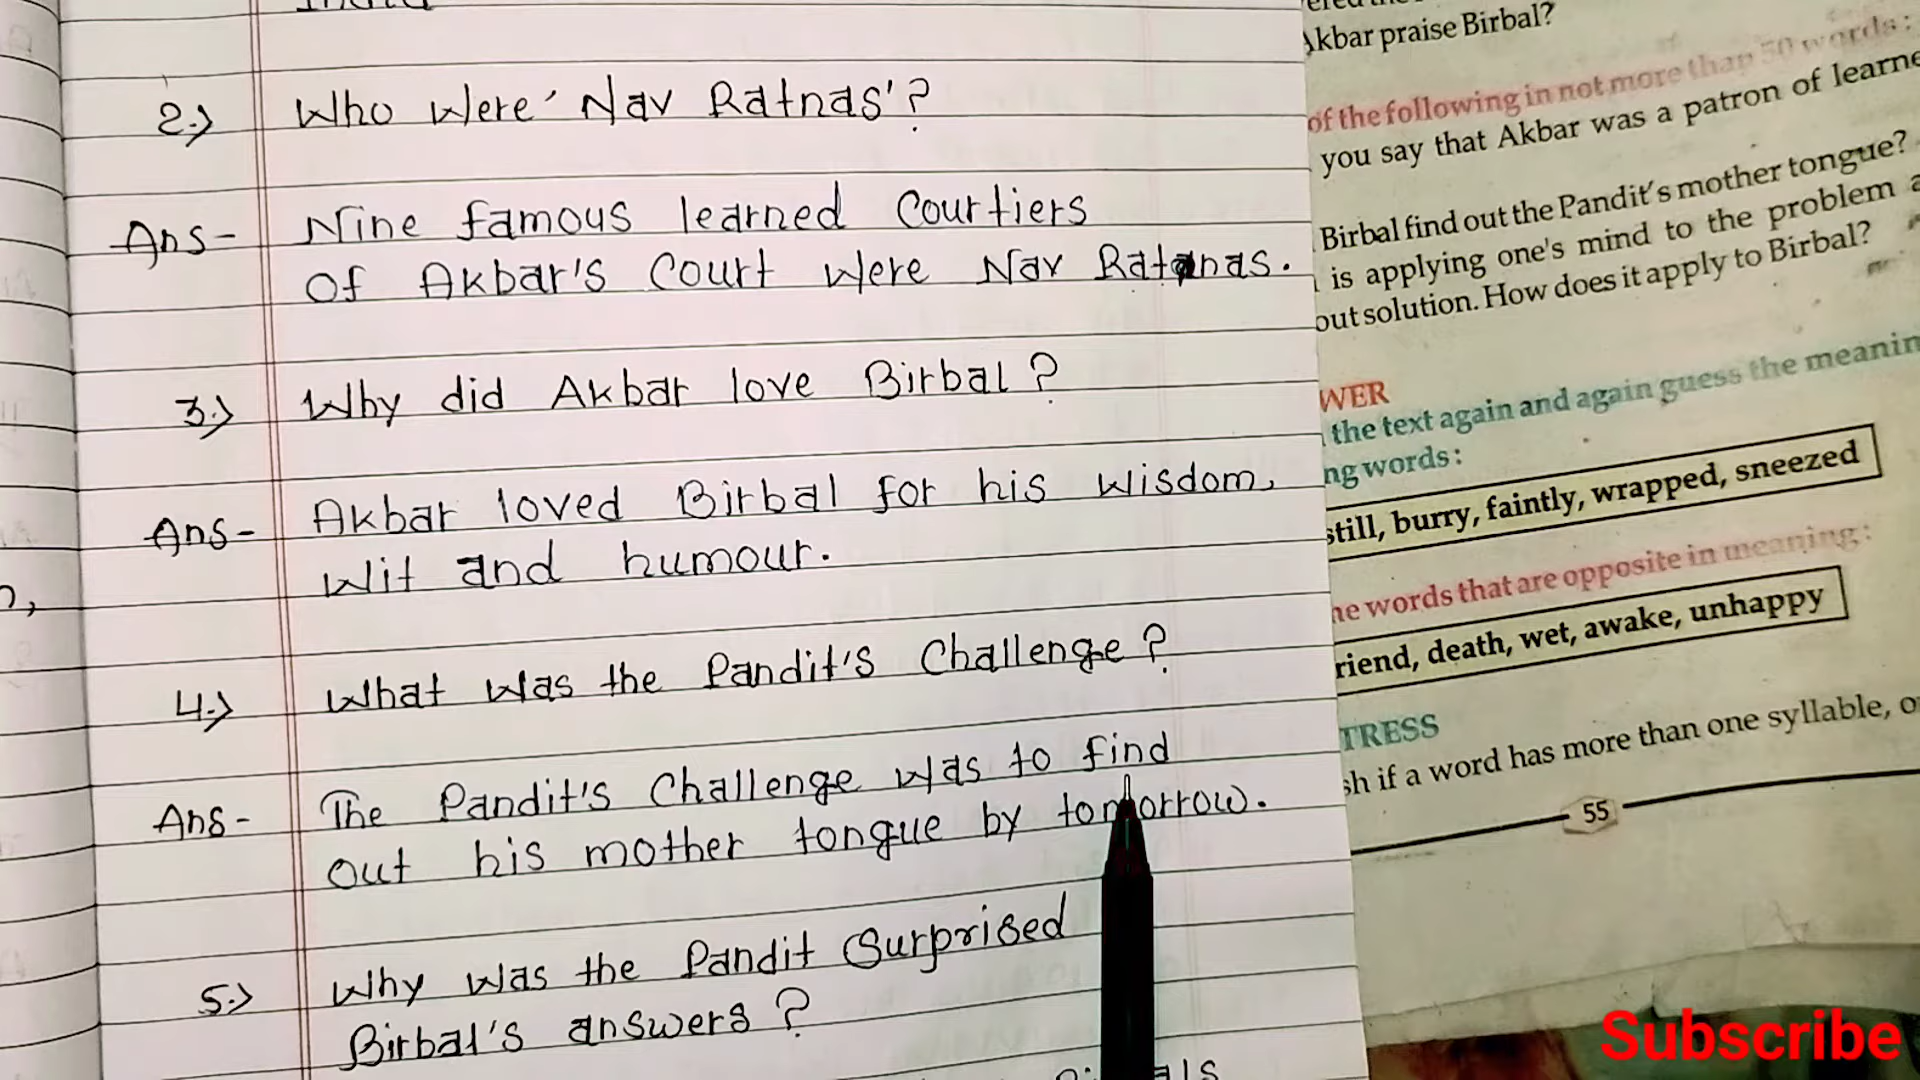 2.) Who were 'Nav Ratnas'?
Ans- Nine famous learned Courtiers
Of Akbar's Court were Nav Ratanas.
3.) Why did Akbar love Birbal?
Ans- Akbar loved Birbal for his wisdom,
wit and humour.
4.) What was the Pandit's Challenge?
Ans- The Pandit's Challenge was to find
out his mother tongue by tomorrow.
5.) Why was the Pandit Surprised
Birbal's answers?
Akbar praise Birbal?
of the following in not more than 50 words:
you say that Akbar was a patron of
Birbal find out the Pandit's mother tongue?
is applying one's mind to the problem
out solution. How does it apply to Birbal?
WER
the text again and again guess the
ng words:
still, burry, faintly, wrapped, sneezed
words that are opposite in meaning:
riend, death, wet, awake, unhappy
TRESS
sh if a word has more than one syllable,
55
Subscribe